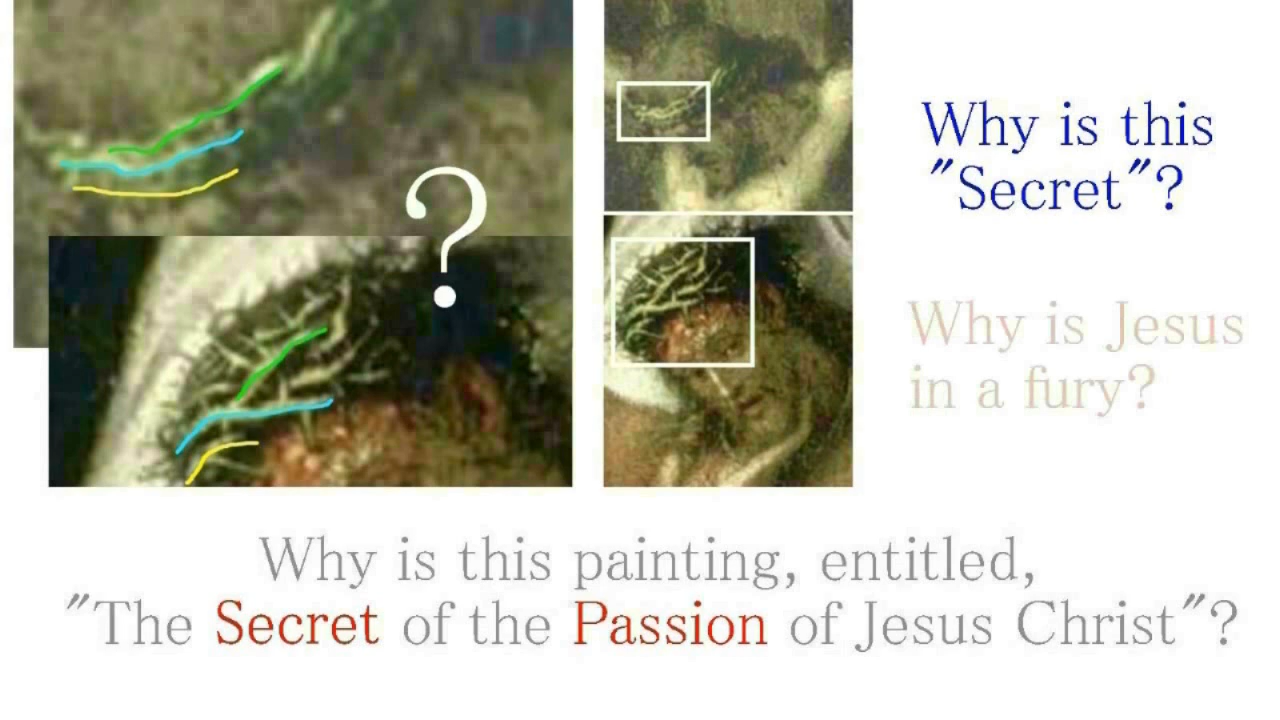 Why is this
"Secret"?
Why is Jesus
in a fury?
?
Why is this painting, entitled,
"The Secret of the Passion of Jesus Christ"?